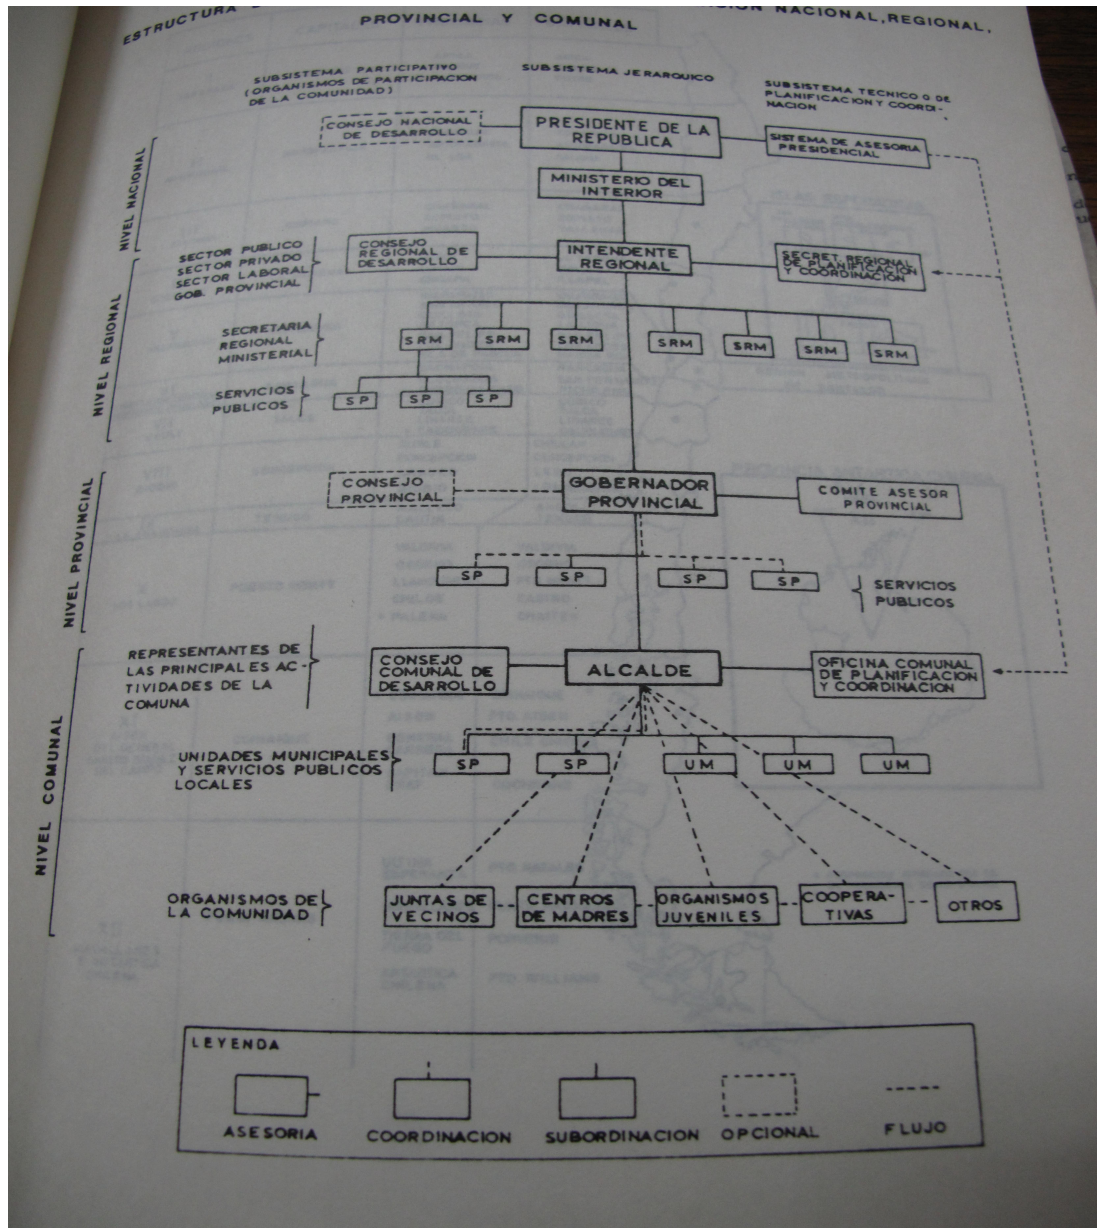 ESTRUCTURA
NACIONAL, REGIONAL,
PROVINCIAL Y COMUNAL
SUBSISTEMA PARTICIPATIVO
(ORGANISMOS DE PARTICIPACION
DE LA COMUNIDAD)
SUBSISTEMA JERARQUICO
SUBSISTEMA TECNICO O DE
PLANIFICACION Y COORDI-
NACION
NIVEL NACIONAL
CONSEJO NACIONAL
DE DESARROLLO
PRESIDENTE DE LA
REPUBLICA
SISTEMA DE ASESORIA
PRESIDENCIAL
MINISTERIO DEL
INTERIOR
NIVEL REGIONAL
SECTOR PUBLICO
SECTOR PRIVADO
SECTOR LABORAL
GOB. PROVINCIAL
CONSEJO
REGIONAL DE
DESARROLLO
INTENDENTE
REGIONAL
SECRET. REGIONAL
DE PLANIFICACION
Y COORDINACION
SECRETARIA
REGIONAL
MINISTERIAL
SRM SRM SRM SRM SRM SRM SRM
SERVICIOS
PUBLICOS
SP SP SP
NIVEL PROVINCIAL
CONSEJO
PROVINCIAL
GOBERNADOR
PROVINCIAL
COMITE ASESOR
PROVINCIAL
SP SP SP SP
SERVICIOS
PUBLICOS
NIVEL COMUNAL
REPRESENTANTES DE
LAS PRINCIPALES AC-
TIVIDADES DE LA
COMUNA
CONSEJO
COMUNAL DE
DESARROLLO
ALCALDE
OFICINA COMUNAL
DE PLANIFICACION
Y COORDINACION
UNIDADES MUNICIPALES
Y SERVICIOS PUBLICOS
LOCALES
SP SP UM UM UM
ORGANISMOS DE
LA COMUNIDAD
JUNTAS DE
VECINOS
CENTROS
DE MADRES
ORGANISMOS
JUVENILES
COOPERA-
TIVAS
OTROS
LEYENDA
ASESORIA
COORDINACION
SUBORDINACION
OPCIONAL
FLUJO